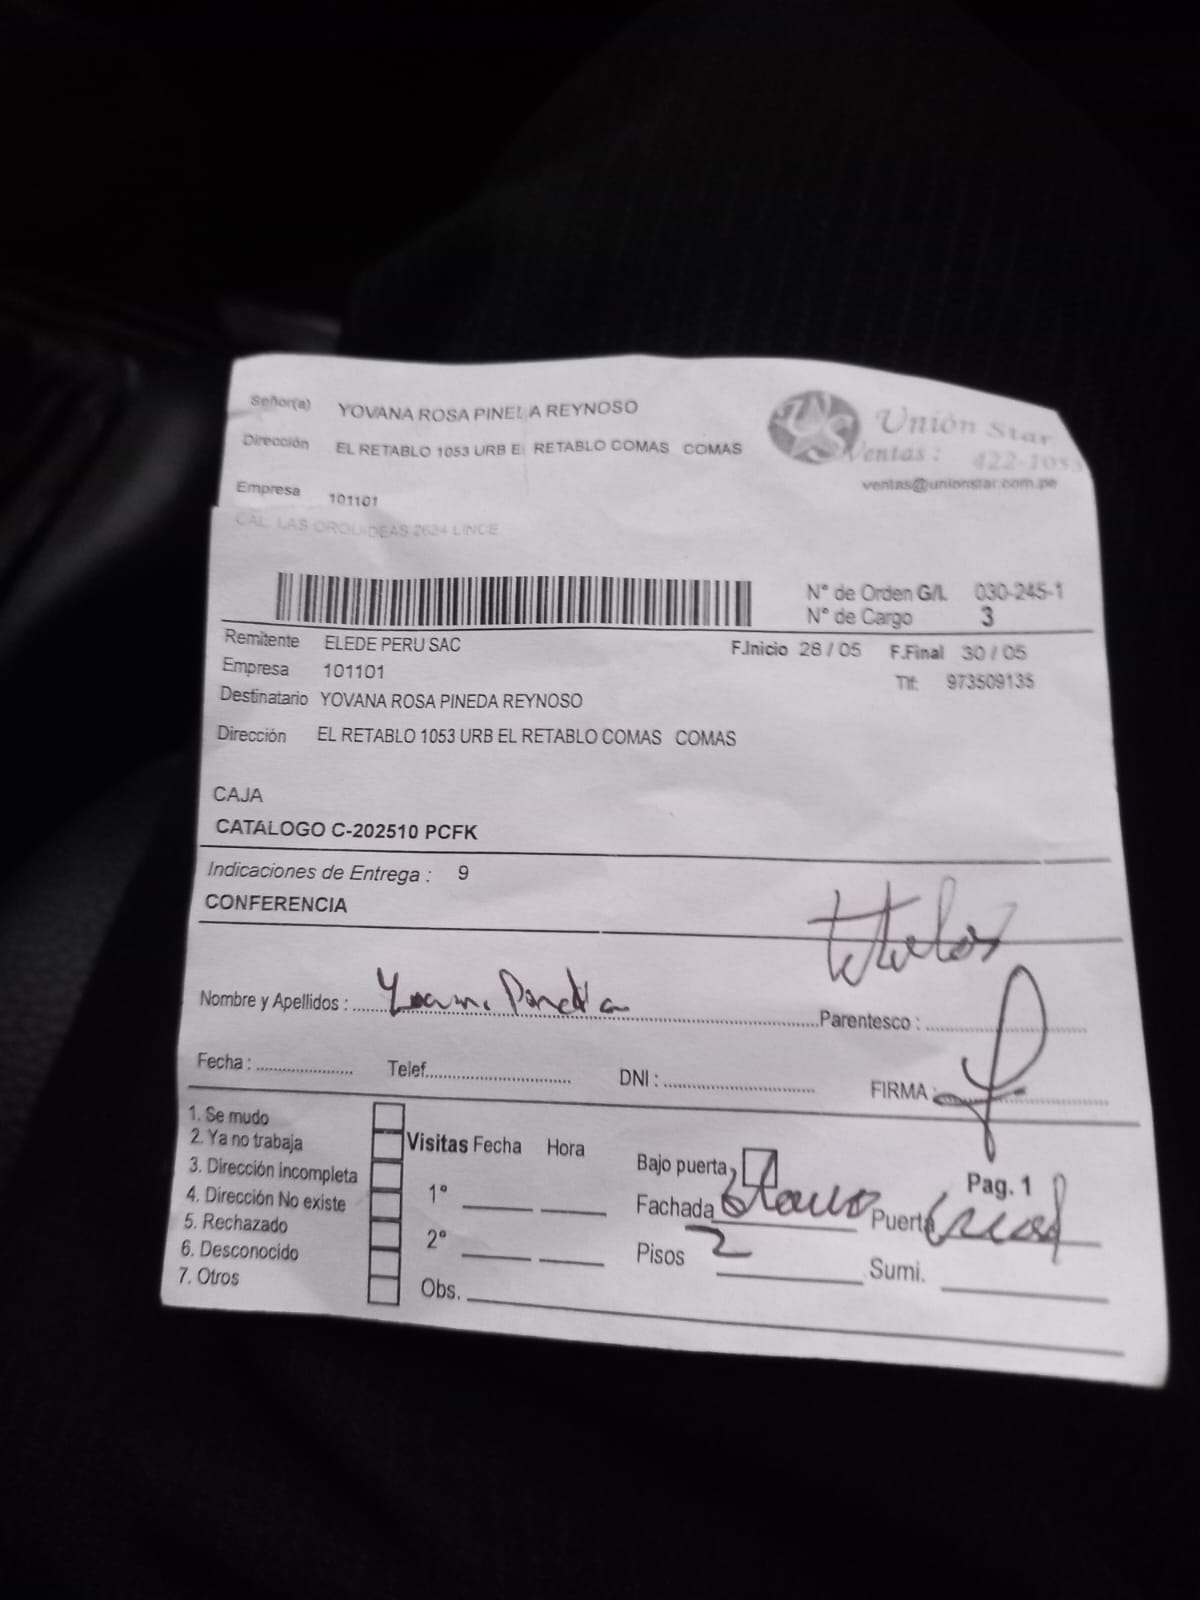 Señor(a) YOVANA ROSA PINEDA REYNOSO
Dirección EL RETABLO 1053 URB EL RETABLO COMAS COMAS
Empresa 101101
UNS Unión Star
Ventas : 422-1053
ventas@unionstar.com.pe
CAL. LAS ORQUIDEAS 2624 LINCE
N° de Orden G/I. 030-245-1
N° de Cargo 3
Remitente ELEDE PERU SAC F.Inicio 28 / 05 F.Final 30 / 05
Empresa 101101 Tlf: 973509135
Destinatario YOVANA ROSA PINEDA REYNOSO
Dirección EL RETABLO 1053 URB EL RETABLO COMAS COMAS
CAJA
CATALOGO C-202510 PCFK
Indicaciones de Entrega : 9
CONFERENCIA
Nombre y Apellidos : Pineda Parentesco :
Fecha : Telef. DNI : FIRMA :
1. Se mudo
2. Ya no trabaja
3. Dirección incompleta
4. Dirección No existe
5. Rechazado
6. Desconocido
7. Otros
Visitas Fecha Hora
1°
2°
Obs.
Bajo puerta Pag. 1
Fachada blanco Puerta
Pisos 2 Sumi.